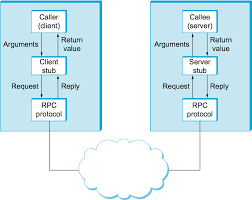 Caller
(client)
Arguments
Return
value
Client
stub
Request
Reply
RPC
protocol
Callee
(server)
Arguments
Return
value
Server
stub
Request
Reply
RPC
protocol